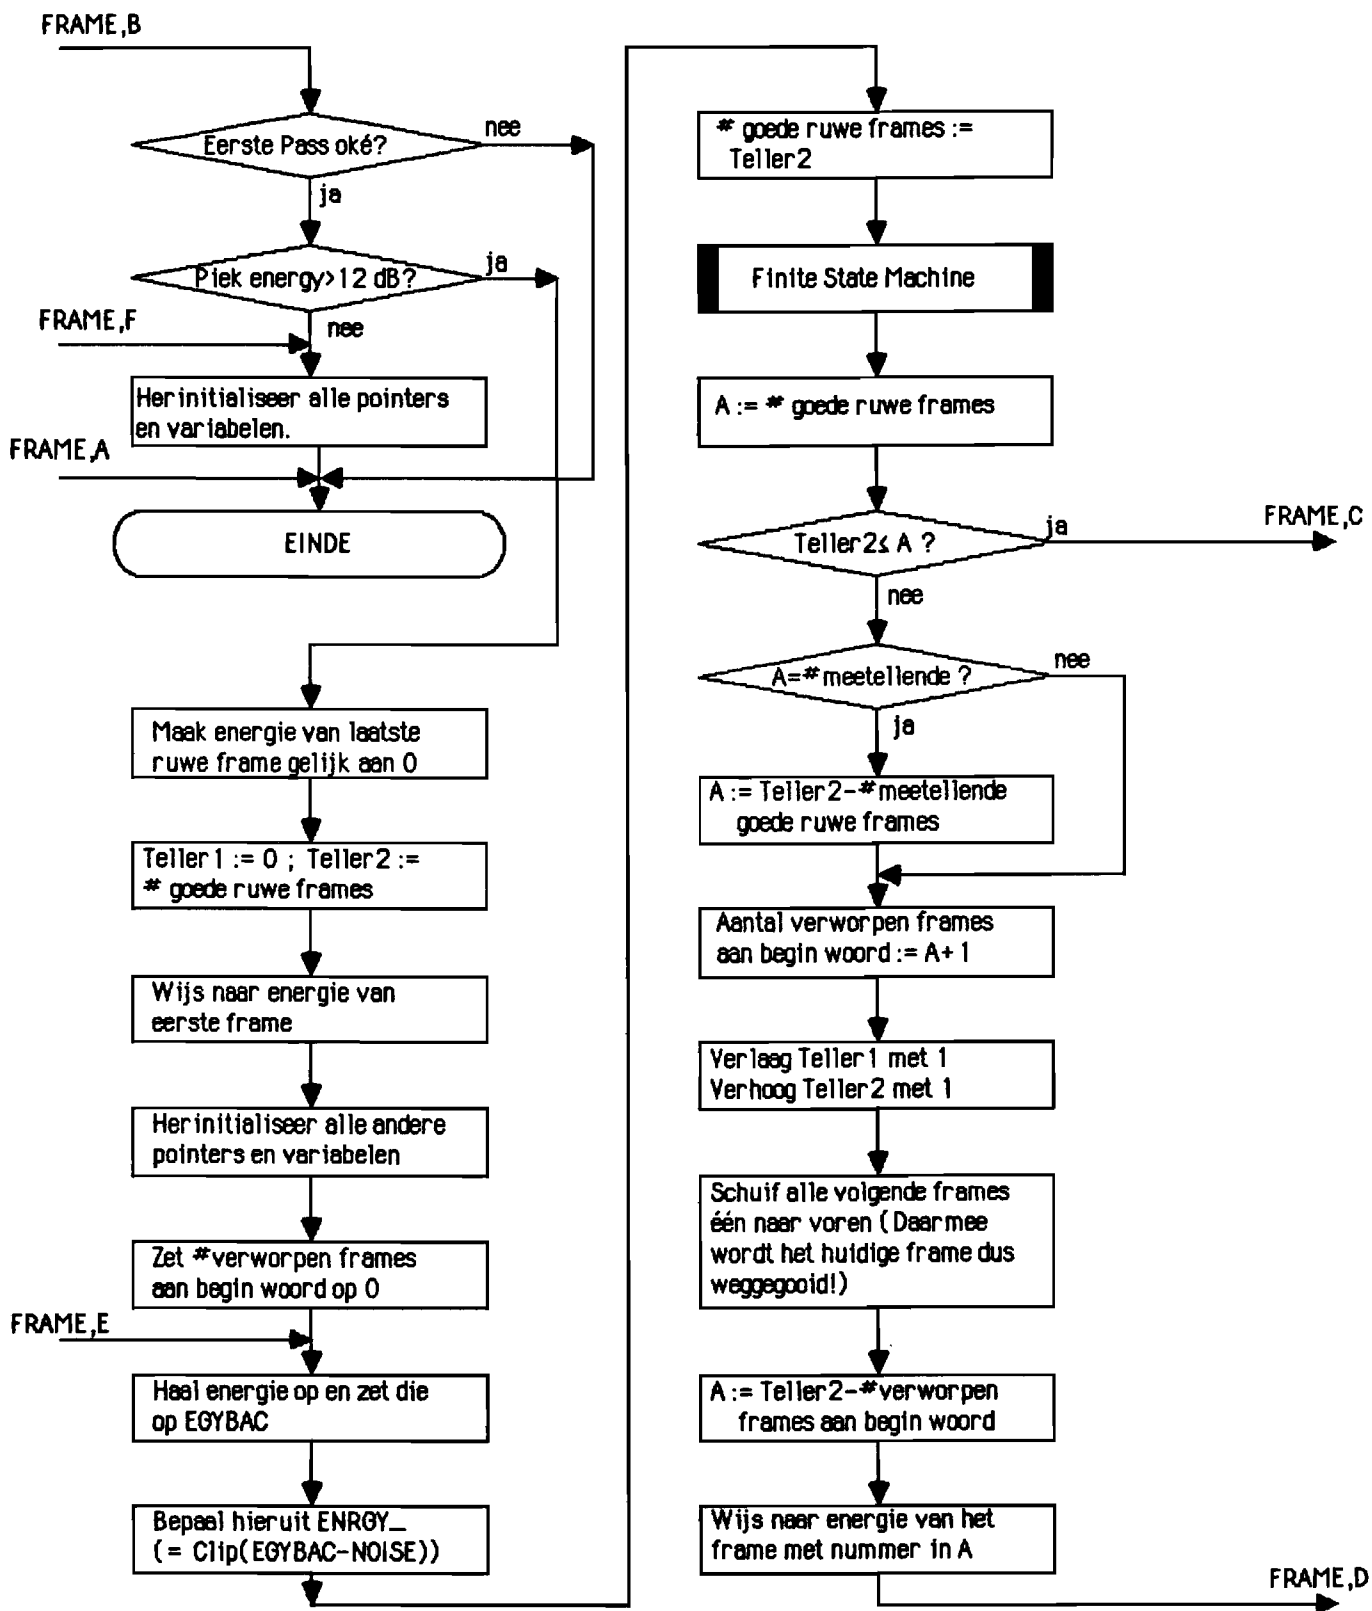 FRAME,B
Eerste Pass oké?
nee
ja
Piek energy>12 dB?
ja
nee
FRAME,F
Herinitialiseer alle pointers
en variabelen.
FRAME,A
EINDE
Maak energie van laatste
ruwe frame gelijk aan 0
Teller1 := 0 ; Teller2 :=
# goede ruwe frames
Wijs naar energie van
eerste frame
Herinitialiseer alle andere
pointers en variabelen
Zet #verworpen frames
aan begin woord op 0
FRAME,E
Haal energie op en zet die
op EGYBAC
Bepaal hieruit ENRGY_
(= Clip(EGYBAC-NOISE))
# goede ruwe frames :=
Teller2
Finite State Machine
A := # goede ruwe frames
Teller2≤ A ?
ja
FRAME,C
nee
A=#meetellende ?
nee
ja
A := Teller2-#meetellende
goede ruwe frames
Aantal verworpen frames
aan begin woord := A+1
Verlaag Teller1 met 1
Verhoog Teller2 met 1
Schuif alle volgende frames
één naar voren (Daarmee
wordt het huidige frame dus
weggegooid!)
A := Teller2-#verworpen
frames aan begin woord
Wijs naar energie van het
frame met nummer in A
FRAME,D